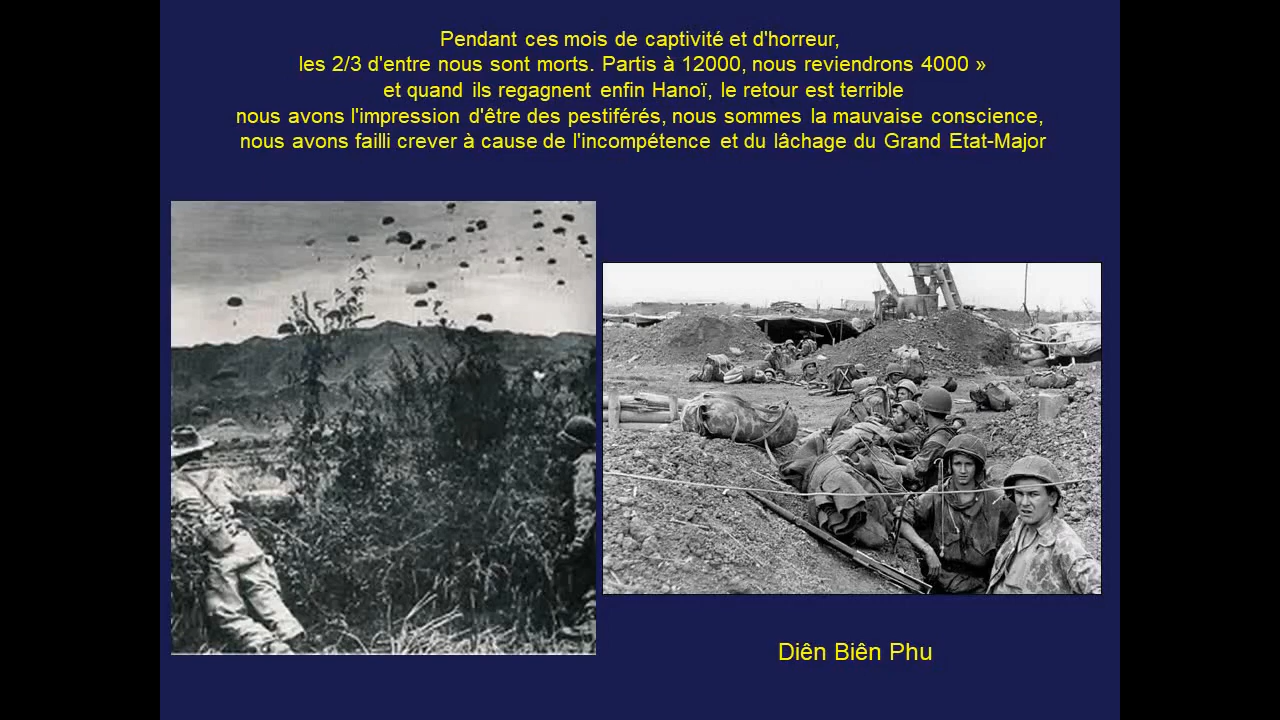 Pendant ces mois de captivité et d'horreur,
les 2/3 d'entre nous sont morts. Partis à 12000, nous reviendrons 4000 »
et quand ils regagnent enfin Hanoï, le retour est terrible
nous avons l'impression d'être des pestiférés, nous sommes la mauvaise conscience,
nous avons failli crever à cause de l'incompétence et du lâchage du Grand Etat-Major
Diên Biên Phu